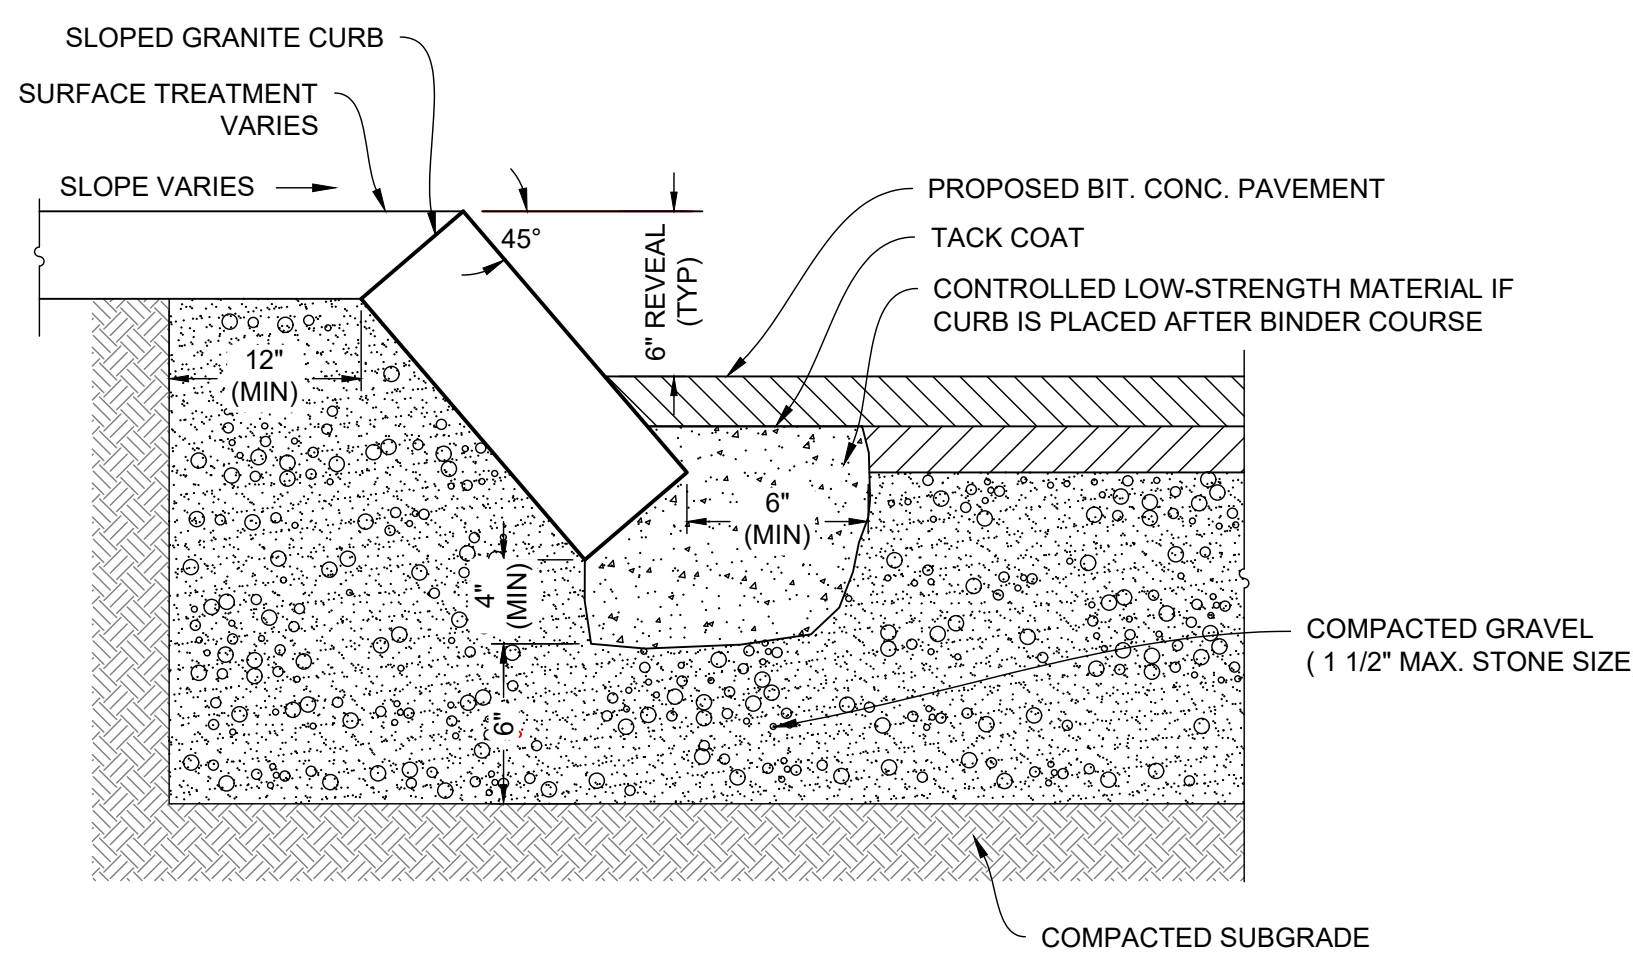 SLOPED GRANITE CURB
SURFACE TREATMENT
VARIES
SLOPE VARIES
45°
6" REVEAL
(TYP)
PROPOSED BIT. CONC. PAVEMENT
TACK COAT
CONTROLLED LOW-STRENGTH MATERIAL IF
CURB IS PLACED AFTER BINDER COURSE
12"
(MIN)
6"
(MIN)
4"
(MIN)
6"
COMPACTED GRAVEL
( 1 1/2" MAX. STONE SIZE
COMPACTED SUBGRADE